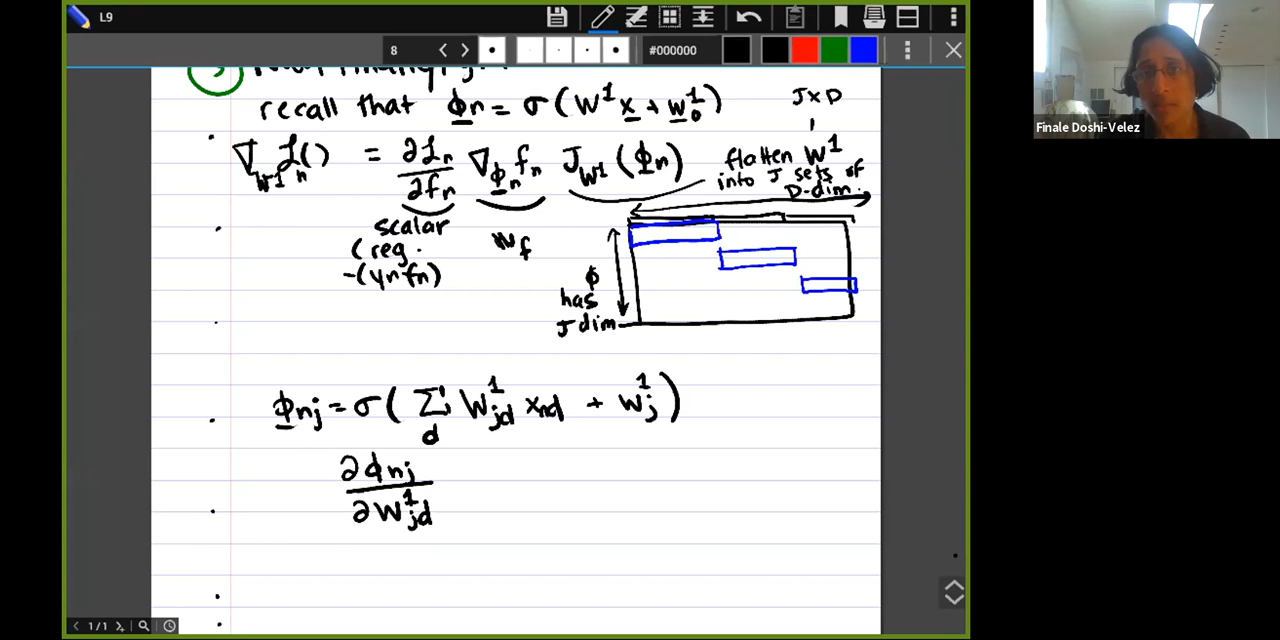 L9
8
#000000
recall that ϕn = σ(W¹x + w¹₀)
J×D
∇W¹ ℒn() = ∂ℒn/∂fn ∇ϕn fn J W¹(ϕn)
flatten W¹
into J sets of
D-dim.
scalar
(reg.
-(yn-fn)
wf
ϕ
has
J dim
ϕnj = σ( Σd W¹jd xnd + w¹j )
∂ϕnj
∂W¹jd
1/1
Finale Doshi-Velez